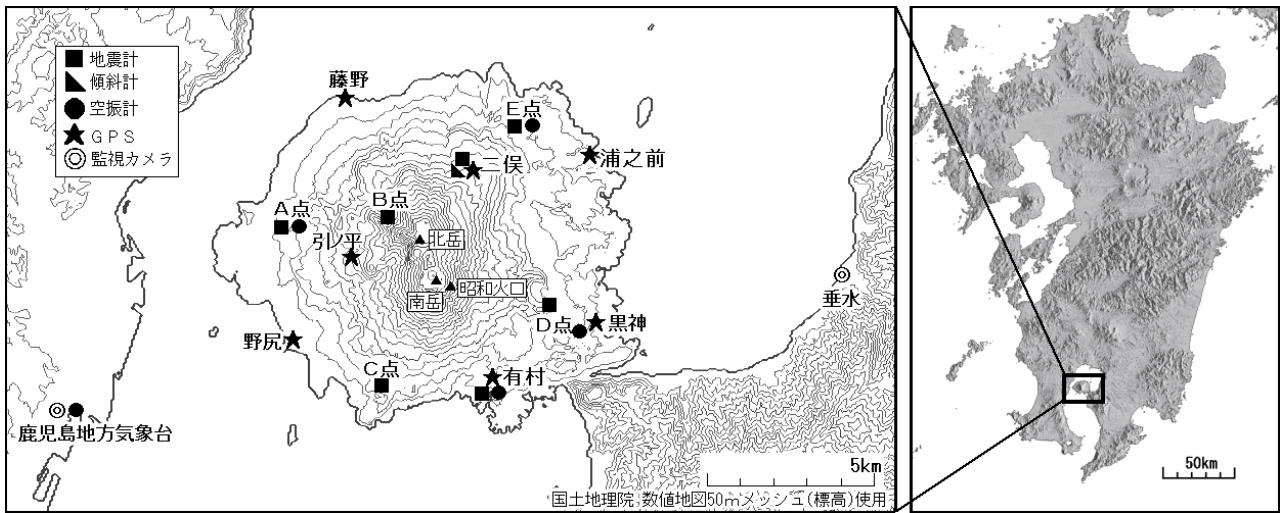 地震計
傾斜計
空振計
GPS
監視カメラ
藤野
E点
浦之前
二俣
B点
A点
引ノ平
北岳
昭和火口
南岳
垂水
D点
黒神
野尻
C点
有村
鹿児島地方気象台
5km
国土地理院,数値地図50mメッシュ(標高)使用
50km